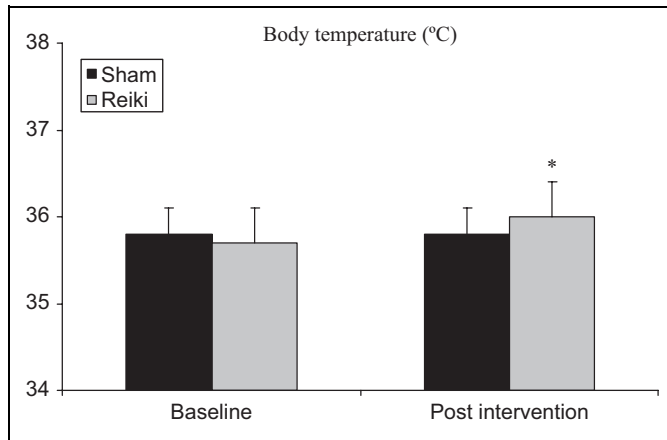 Body temperature (ºC)
38
Sham
Reiki
37
*
36
35
34
Baseline
Post intervention